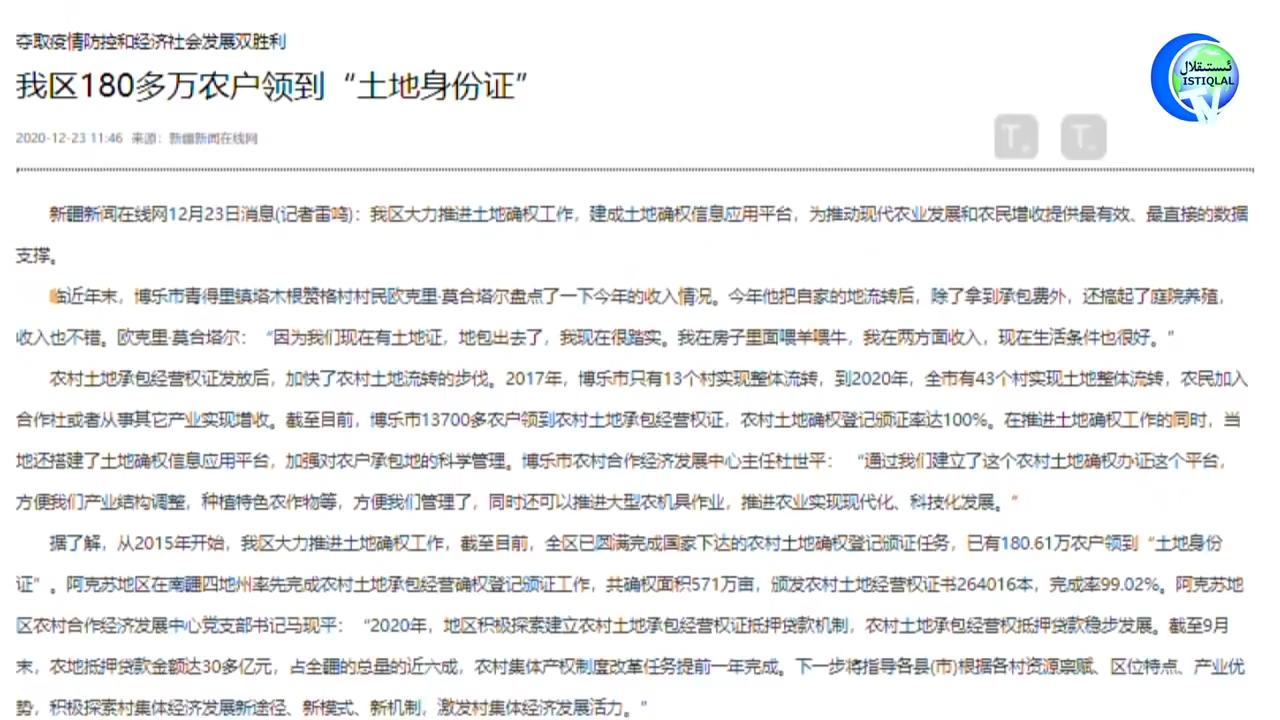 夺取疫情防控和经济社会发展双胜利
我区180多万农户领到“土地身份证”
ئىستىقلال
ISTIQLAL
TV
2020-12-23 11:46 来源：新疆新闻在线网
T+ T-
新疆新闻在线网12月23日消息(记者雷鸣)：我区大力推进土地确权工作，建成土地确权信息应用平台，为推动现代农业发展和农民增收提供最有效、最直接的数据
支撑。
临近年末，博乐市青得里镇塔木根赞格村村民欧克里·莫合塔尔盘点了一下今年的收入情况。今年他把自家的地流转后，除了拿到承包费外，还搞起了庭院养殖，
收入也不错。欧克里·莫合塔尔：“因为我们现在有土地证，地包出去了，我现在很踏实。我在房子里面喂羊喂牛，我在两方面收入，现在生活条件也很好。”
农村土地承包经营权证发放后，加快了农村土地流转的步伐。2017年，博乐市只有13个村实现整体流转，到2020年，全市有43个村实现土地整体流转，农民加入
合作社或者从事其它产业实现增收。截至目前，博乐市13700多农户领到农村土地承包经营权证，农村土地确权登记颁证率达100%。在推进土地确权工作的同时，当
地还搭建了土地确权信息应用平台，加强对农户承包地的科学管理。博乐市农村合作经济发展中心主任杜世平：“通过我们建立了这个农村土地确权办证这个平台，
方便我们产业结构调整，种植特色农作物等，方便我们管理了，同时还可以推进大型农机具作业，推进农业实现现代化、科技化发展。“
据了解，从2015年开始，我区大力推进土地确权工作，截至目前，全区已圆满完成国家下达的农村土地确权登记颁证任务，已有180.61万农户领到“土地身份
证”。阿克苏地区在南疆四地州率先完成农村土地承包经营确权登记颁证工作，共确权面积571万亩，颁发农村土地经营权证书264016本，完成率99.02%。阿克苏地
区农村合作经济发展中心党支部书记马现平：“2020年，地区积极探索建立农村土地承包经营权证抵押贷款机制，农村土地承包经营权抵押贷款稳步发展。截至9月
末，农地抵押贷款金额达30多亿元，占全疆的总量的近六成，农村集体产权制度改革任务提前一年完成。下一步将指导各县(市)根据各村资源禀赋、区位特点、产业优
势，积极探索村集体经济发展新途径、新模式、新机制，激发村集体经济发展活力。”